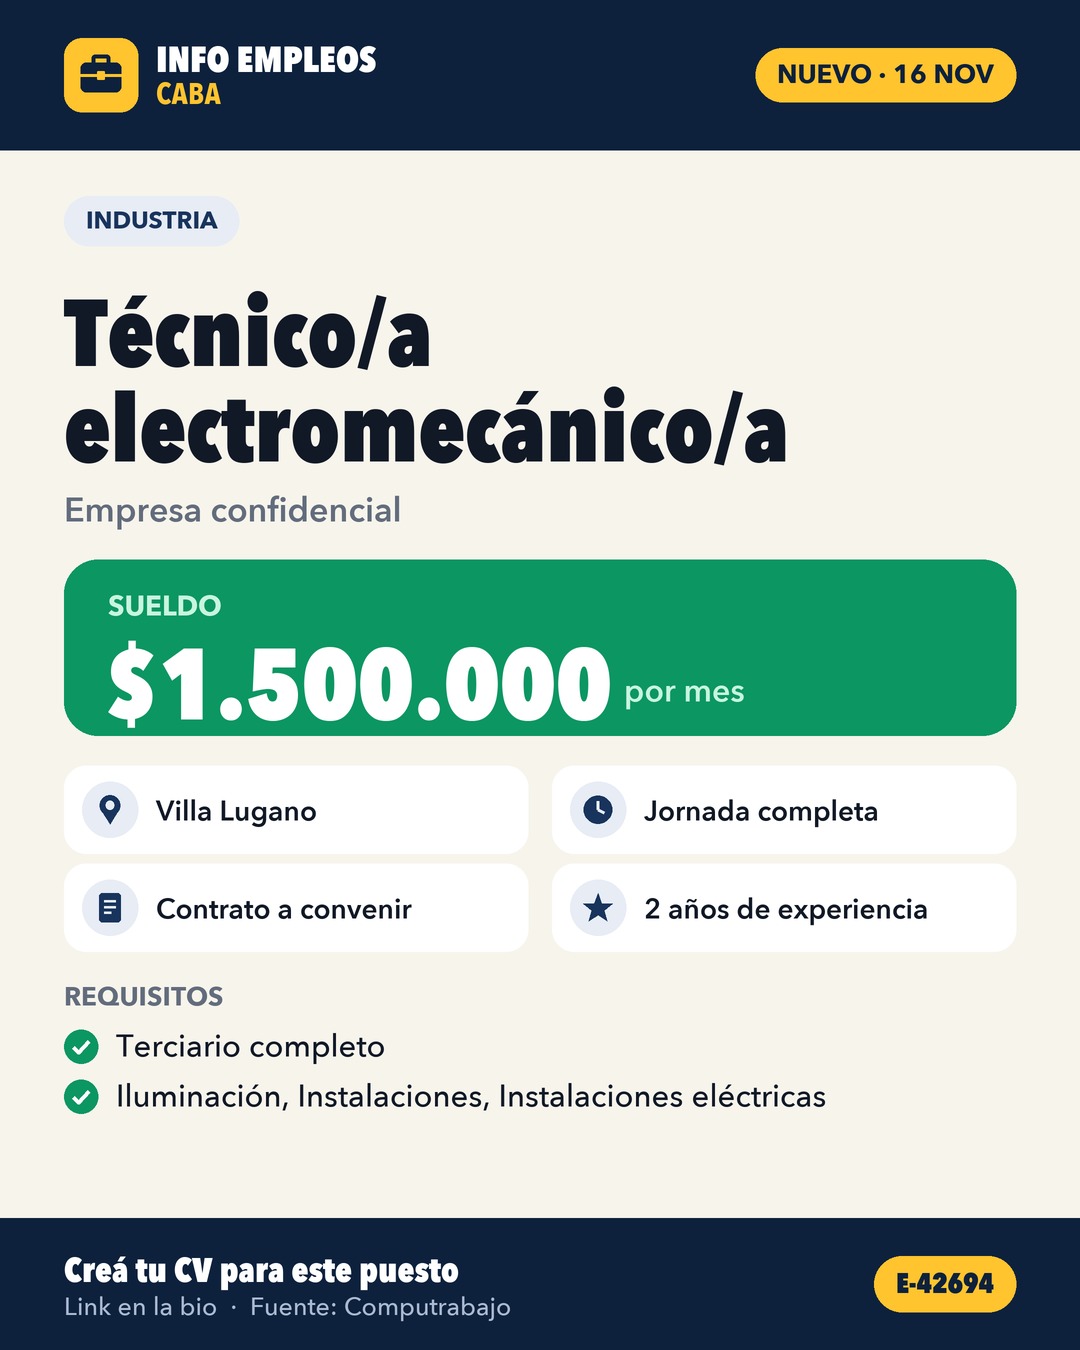 INFO EMPLEOS
CABA
NUEVO · 16 NOV
INDUSTRIA
Técnico/a
electromecánico/a
Empresa confidencial
SUELDO
$1.500.000 por mes
Villa Lugano
Jornada completa
Contrato a convenir
2 años de experiencia
REQUISITOS
Terciario completo
Iluminación, Instalaciones, Instalaciones eléctricas
Creá tu CV para este puesto
Link en la bio · Fuente: Computrabajo
E-42694